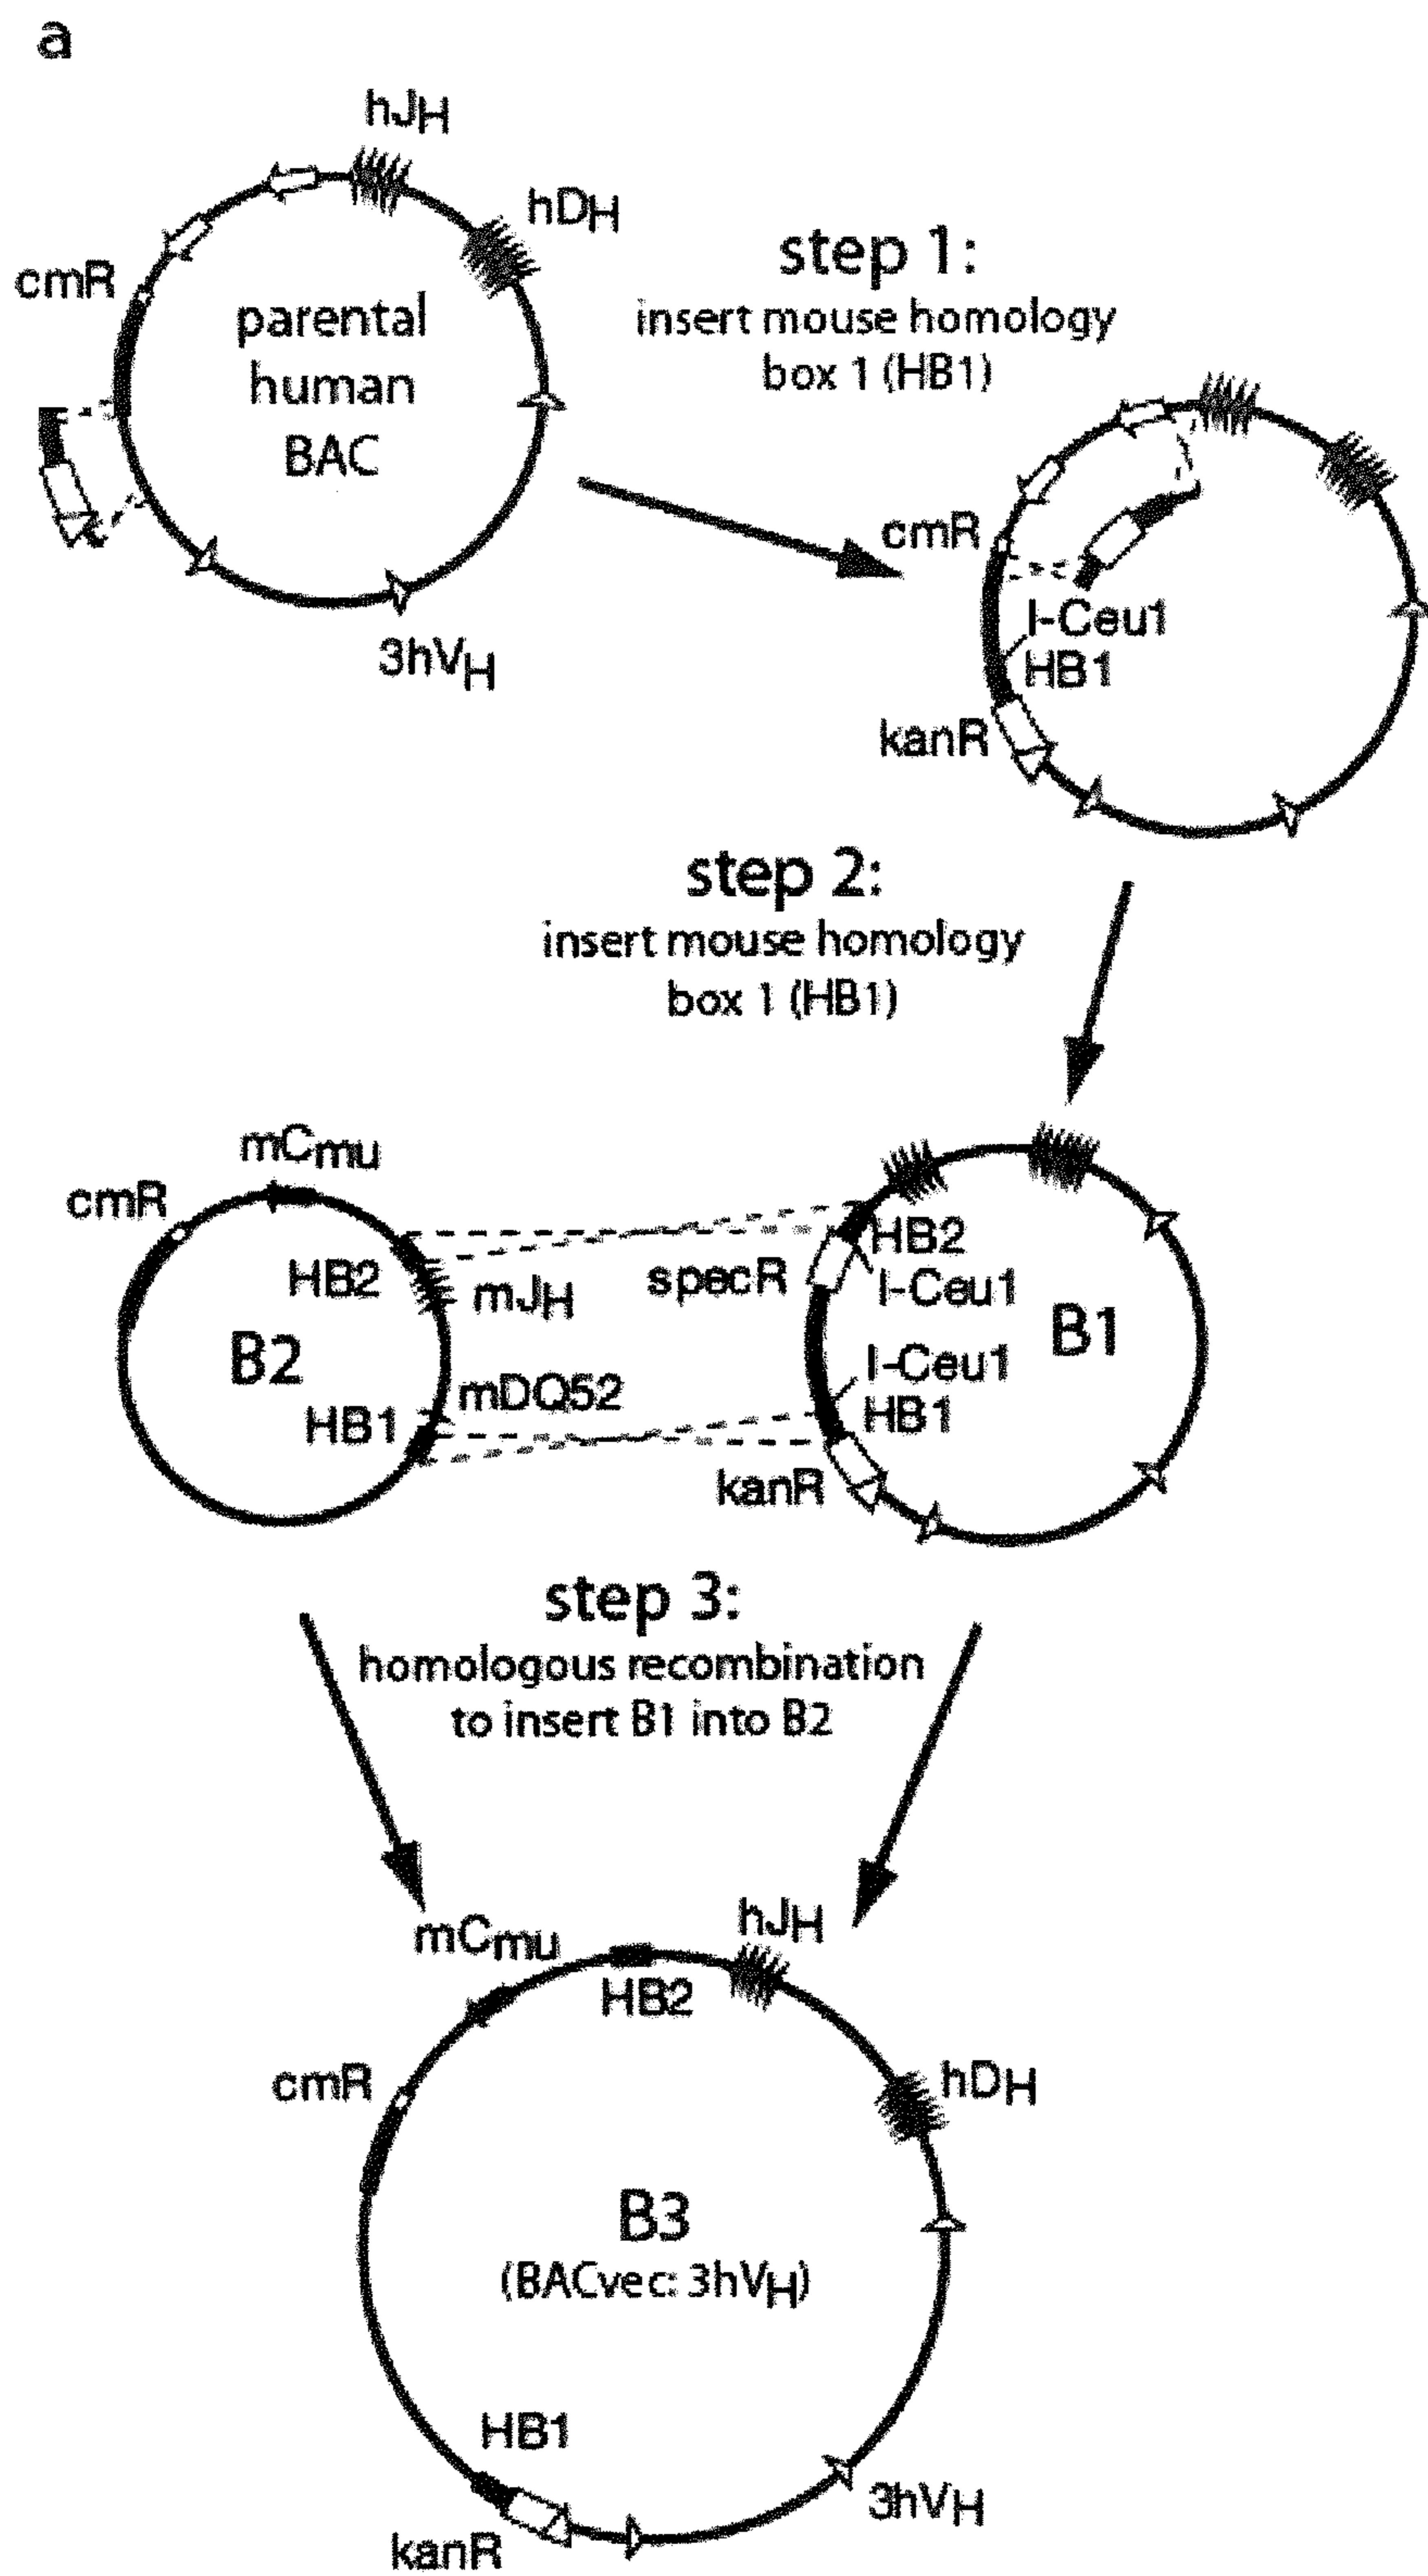 a
hJH
hDH
cmR
parental
human
BAC
3hVH
step 1:
insert mouse homology
box 1 (HB1)
cmR
I-Ceu1
HB1
kanR
step 2:
insert mouse homology
box 1 (HB1)
mCmu
cmR
HB2
mJH
B2
mDQ52
HB1
HB2
specR
I-Ceu1
B1
I-Ceu1
HB1
kanR
step 3:
homologous recombination
to insert B1 into B2
mCmu
HB2
hJH
cmR
hDH
B3
(BACvec: 3hVH)
HB1
3hVH
kanR